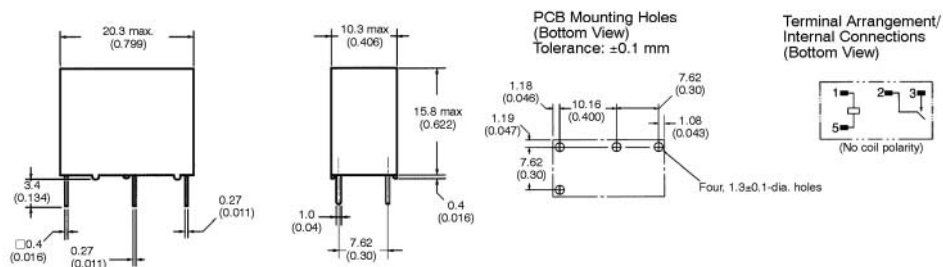 20.3 max.
(0.799)
3.4
(0.134)
□0.4
(0.016)
0.27
(0.011)
0.27
(0.011)
10.3 max.
(0.406)
15.8 max
(0.622)
0.4
(0.016)
1.0
(0.04)
7.62
(0.30)
PCB Mounting Holes
(Bottom View)
Tolerance: ±0.1 mm
1.18
(0.046)
10.16
(0.400)
7.62
(0.30)
1.19
(0.047)
1.08
(0.043)
7.62
(0.30)
Four, 1.3±0.1-dia. holes
Terminal Arrangement/
Internal Connections
(Bottom View)
1 2 3
5
(No coil polarity)